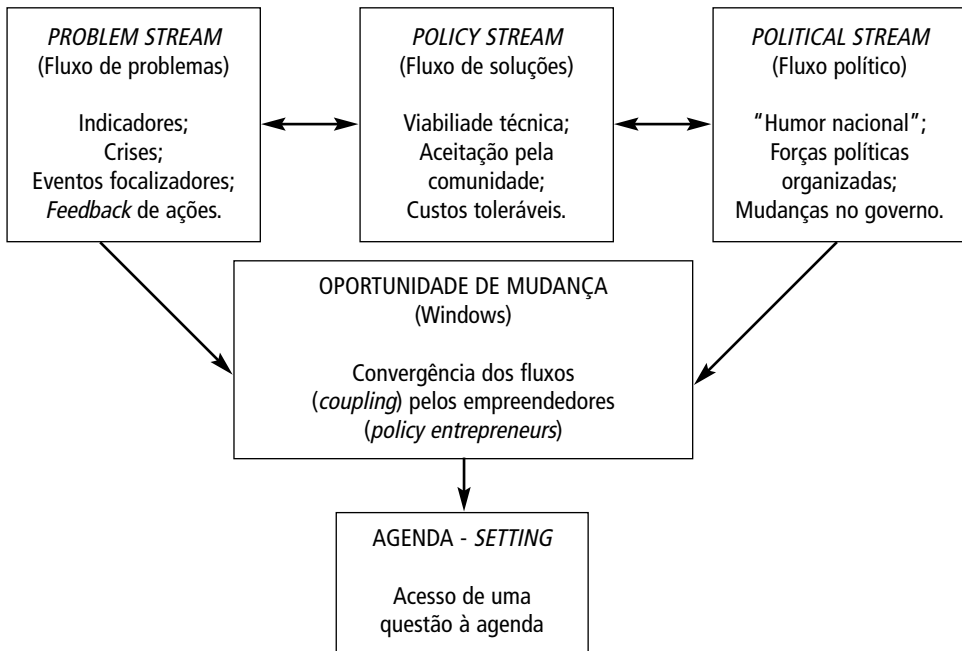 PROBLEM STREAM
(Fluxo de problemas)
Indicadores;
Crises;
Eventos focalizadores;
Feedback de ações.
POLICY STREAM
(Fluxo de soluções)
Viabiliade técnica;
Aceitação pela
comunidade;
Custos toleráveis.
POLITICAL STREAM
(Fluxo político)
“Humor nacional”;
Forças políticas
organizadas;
Mudanças no governo.
OPORTUNIDADE DE MUDANÇA
(Windows)
Convergência dos fluxos
(coupling) pelos empreendedores
(policy entrepreneurs)
AGENDA - SETTING
Acesso de uma
questão à agenda